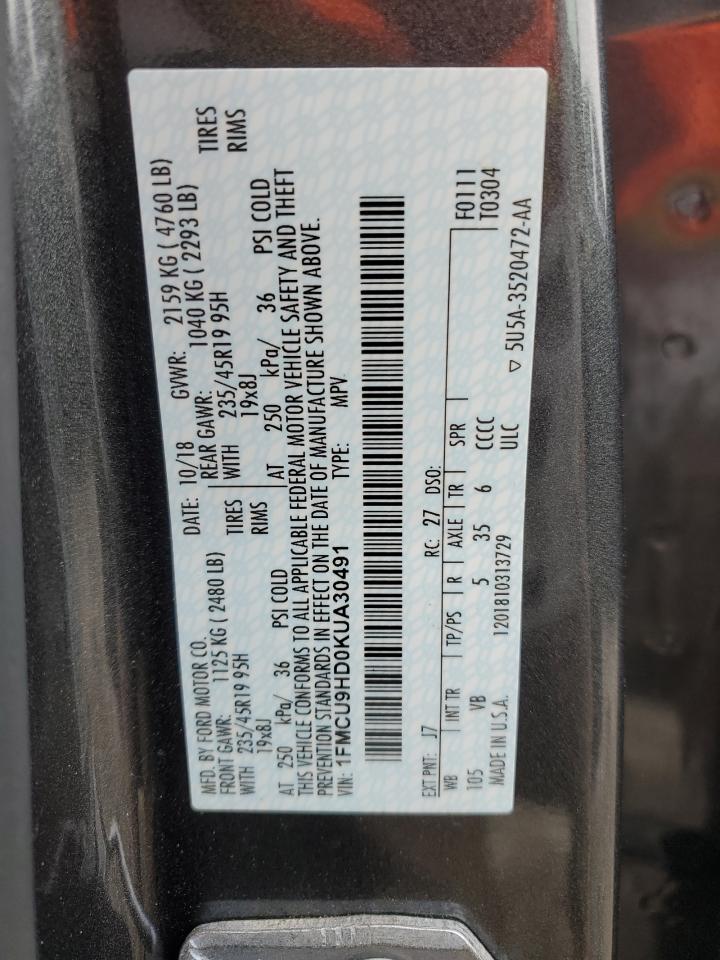 MFD. BY FORD MOTOR CO.
DATE: 10/18 GVWR: 2159 KG ( 4760 LB)
FRONT GAWR: 1125 KG ( 2480 LB) REAR GAWR: 1040 KG ( 2293 LB)
WITH 235/45R19 95H TIRES WITH 235/45R19 95H TIRES
19x8J RIMS 19x8J RIMS
AT 250 kPa/ 36 PSI COLD AT 250 kPa/ 36 PSI COLD
THIS VEHICLE CONFORMS TO ALL APPLICABLE FEDERAL MOTOR VEHICLE SAFETY AND THEFT
PREVENTION STANDARDS IN EFFECT ON THE DATE OF MANUFACTURE SHOWN ABOVE.
VIN: 1FMCU9HD0KUA30491 TYPE: MPV
EXT PNT: J7 RC: 27 DSO:
WB INT TR TP/PS R AXLE TR SPR F0111
105 VB 5 35 6 CCCC T0304
MADE IN U.S.A. 1201810313729 ULC ▽ 5U5A-3520472-AA